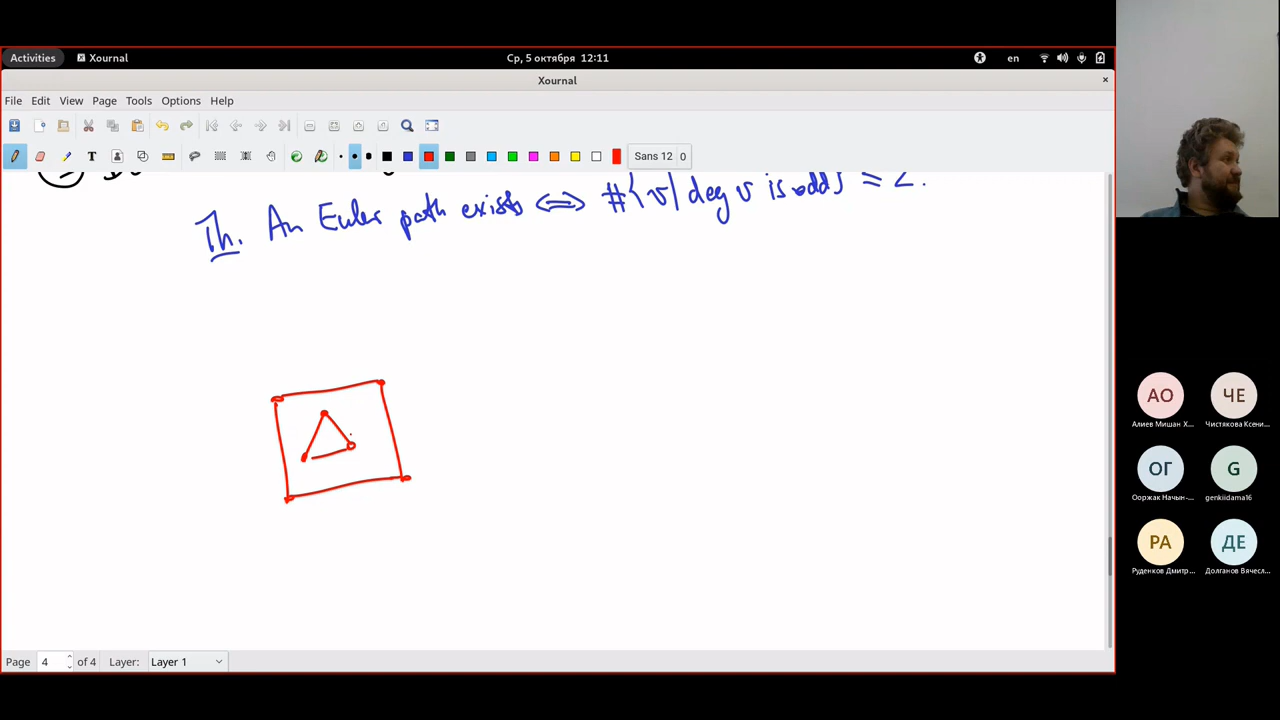 Activities Xournal Ср, 5 октября 12:11 en
Xournal ×
File Edit View Page Tools Options Help
T Sans 12 0
Th. An Euler path exists ⟺ #{v | deg v is odd} = 2.
Page 4 of 4 Layer: Layer 1
АО ЧЕ
Алиев Мишан Х... Чистякова Ксени...
ОГ G
Ооржак Начын-... genkiidama16
РА ДЕ
Руденков Дмитр... Долганов Вячесл...